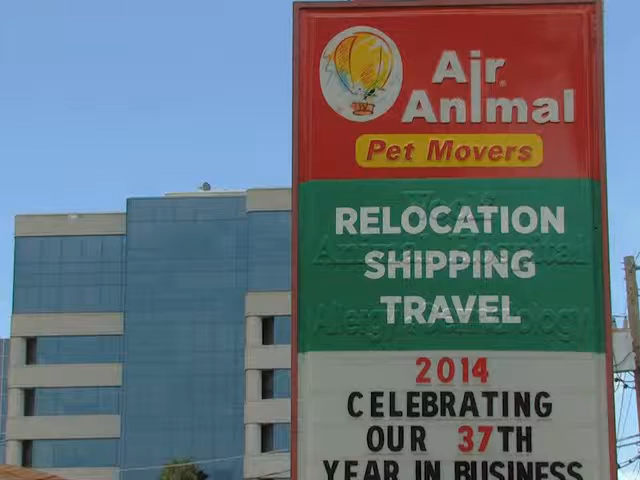 Air
Animal
Pet Movers
RELOCATION
SHIPPING
TRAVEL
2014
CELEBRATING
OUR 37TH
YEAR IN BUSINESS